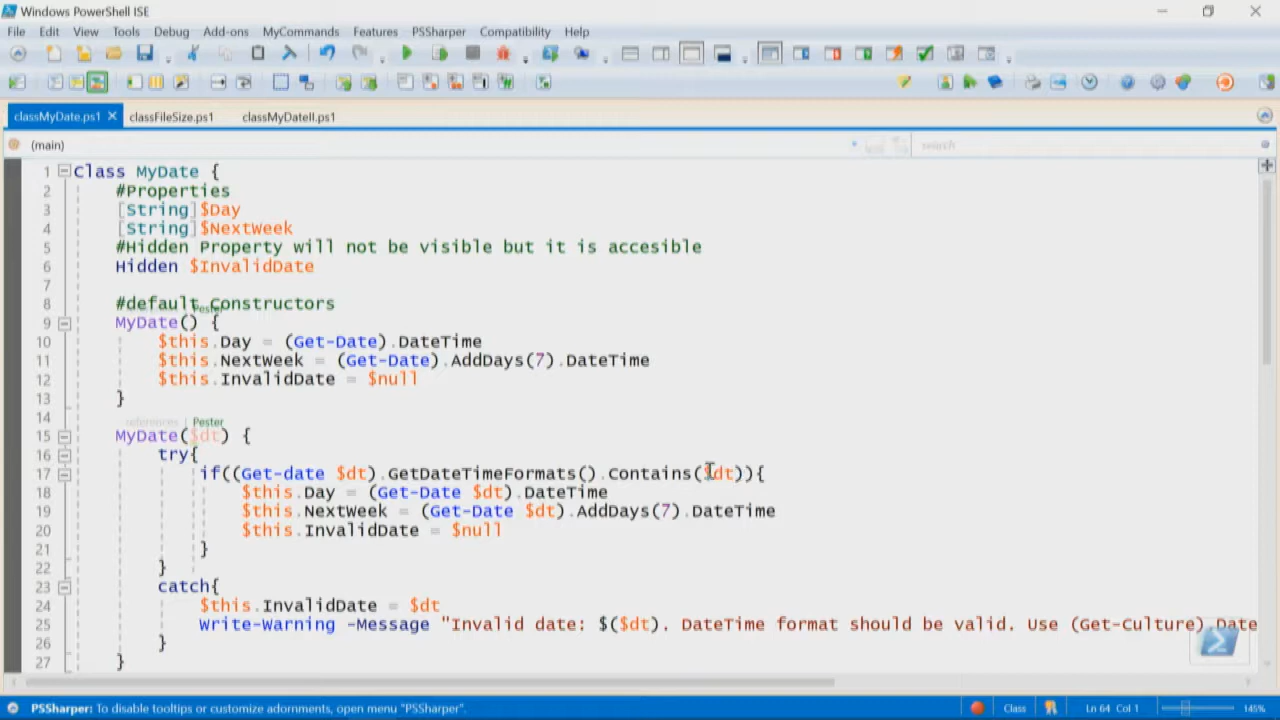 Windows PowerShell ISE
File Edit View Tools Debug Add-ons MyCommands Features PSSharper Compatibility Help
classMyDate.ps1 classFileSize.ps1 classMyDateII.ps1
(main) search
1 Class MyDate {
2 #Properties
3 [String]$Day
4 [String]$NextWeek
5 #Hidden Property will not be visible but it is accesible
6 Hidden $InvalidDate
7
8 #default Constructors
Pester
9 MyDate() {
10 $this.Day = (Get-Date).DateTime
11 $this.NextWeek = (Get-Date).AddDays(7).DateTime
12 $this.InvalidDate = $null
13 }
14
references | Pester
15 MyDate($dt) {
16 try{
17 if((Get-date $dt).GetDateTimeFormats().Contains($dt)){
18 $this.Day = (Get-Date $dt).DateTime
19 $this.NextWeek = (Get-Date $dt).AddDays(7).DateTime
20 $this.InvalidDate = $null
21 }
22 }
23 catch{
24 $this.InvalidDate = $dt
25 Write-Warning -Message "Invalid date: $($dt). DateTime format should be valid. Use (Get-Culture) Date
26 }
27 }
PSSharper: To disable tooltips or customize adornments, open menu "PSSharper". Class Ln 64 Col 1 145%